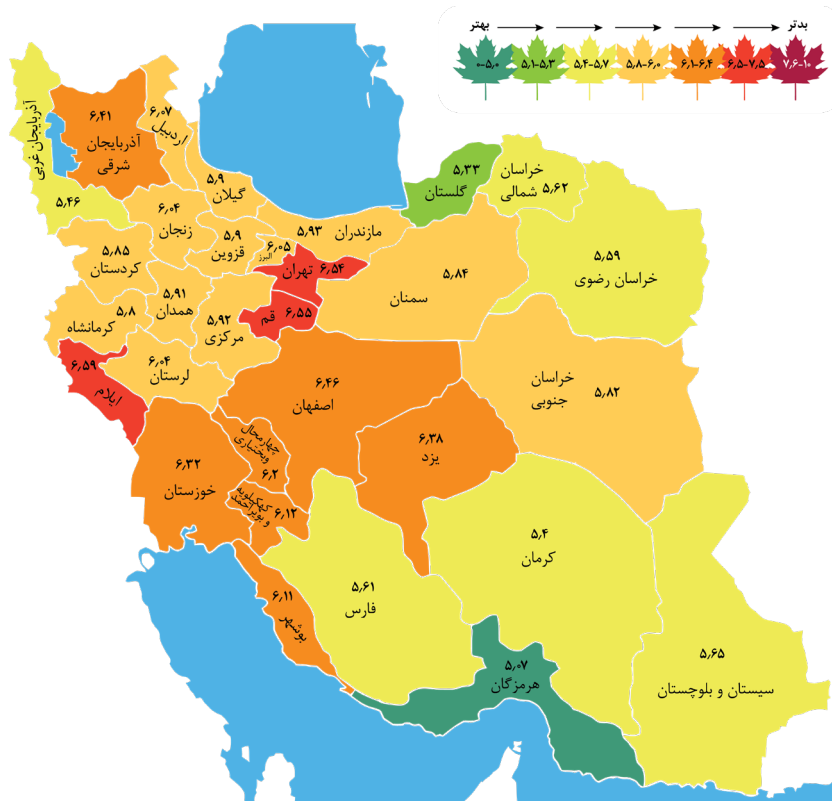 بهتر
بدتر
۰-۵٫۰
۵٫۱-۵٫۳
۵٫۴-۵٫۷
۵٫۸-۶٫۰
۶٫۱-۶٫۴
۶٫۵-۷٫۵
۷٫۶-۱۰
آذربایجان غربی
۵٫۴۶
۶٫۴۱
آذربایجان
شرقی
۶٫۰۷
اردبیل
۵٫۹
گیلان
۶٫۰۴
زنجان
۵٫۹
قزوین
۶٫۰۵
البرز
۵٫۹۳
مازندران
۵٫۳۳
گلستان
خراسان
شمالی
۵٫۶۲
۵٫۵۹
خراسان رضوی
۵٫۸۴
سمنان
تهران ۶٫۵۴
قم ۶٫۵۵
۵٫۸۵
کردستان
۵٫۹۱
همدان
۵٫۸
کرمانشاه
۵٫۹۲
مرکزی
۶٫۵۹
ایلام
۶٫۰۴
لرستان
۶٫۴۶
اصفهان
خراسان
جنوبی
۵٫۸۲
۶٫۳۸
یزد
چهارمحال
وبختیاری
۶٫۲
۶٫۳۲
خوزستان
کهکیلویه
و بویراحمد
۶٫۱۲
۵٫۴
کرمان
۵٫۶۱
فارس
۶٫۱۱
بوشهر
۵٫۰۷
هرمزگان
۵٫۶۵
سیستان و بلوچستان